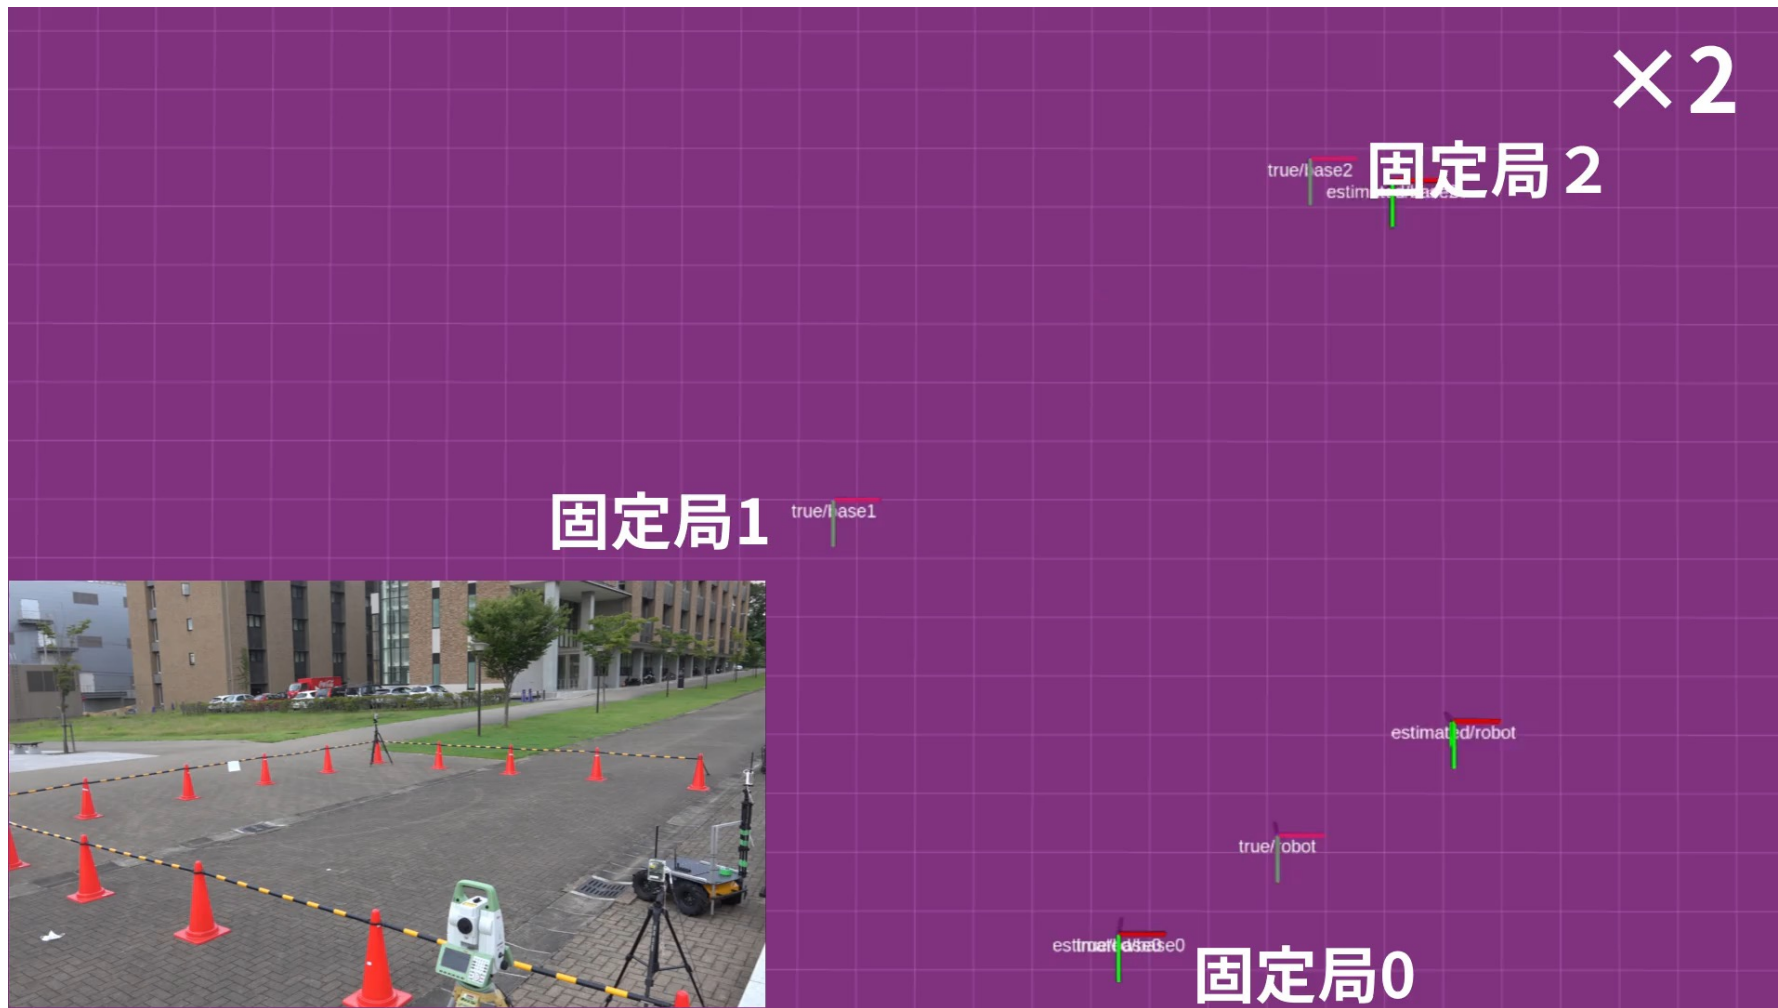 ×2
true/base2
固定局２
固定局1
true/base1
estimated/robot
true/robot
固定局0